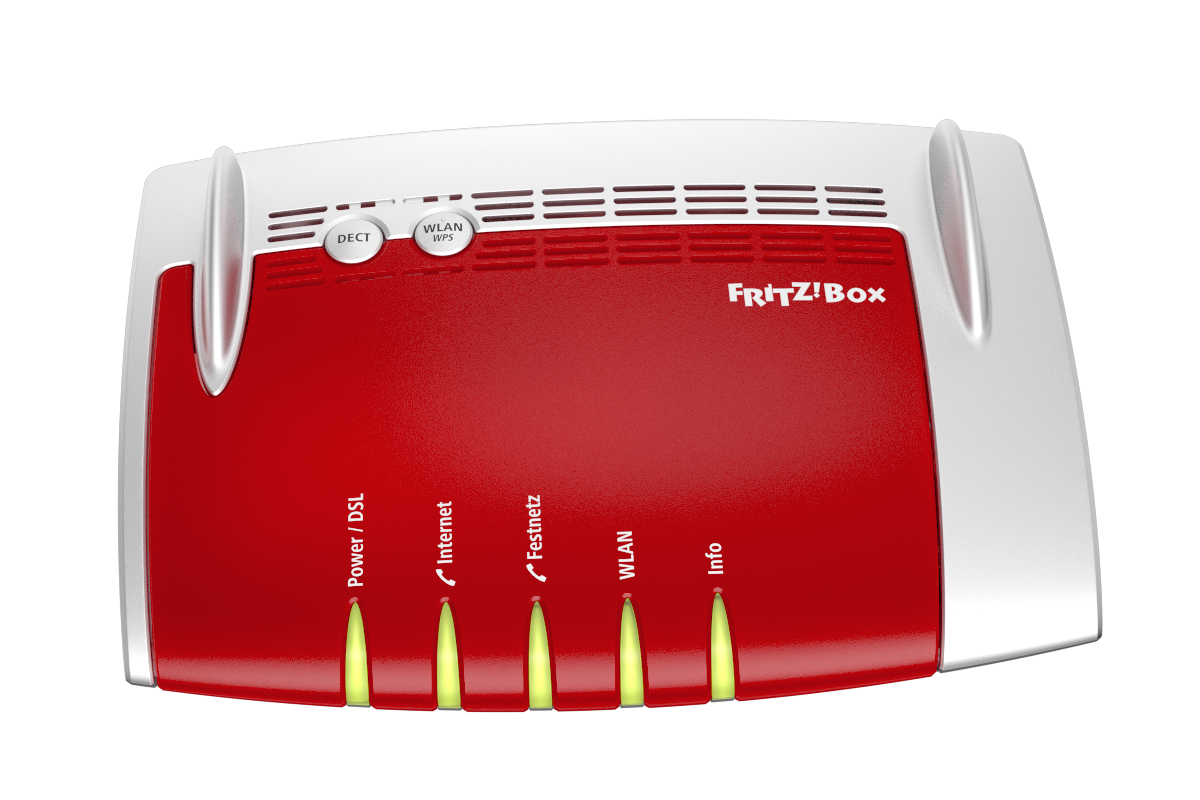 DECT
WLAN
WPS
FRITZ!Box
Power / DSL
Internet
Festnetz
WLAN
Info